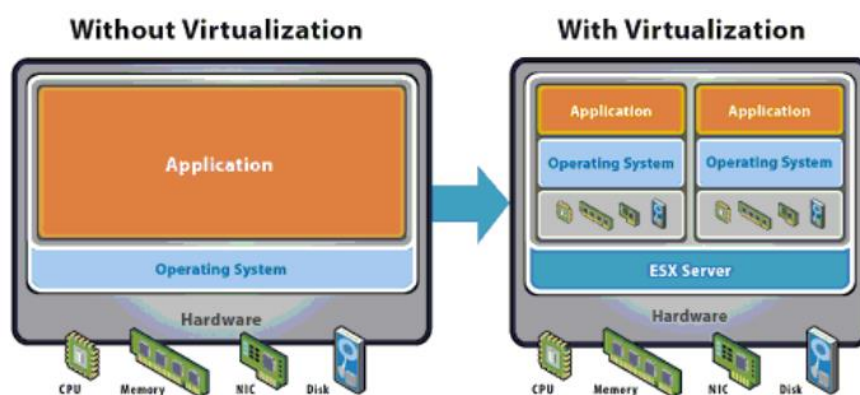 Without Virtualization
With Virtualization
Application
Operating System
Hardware
CPU
Memory
NIC
Disk
Application
Application
Operating System
Operating System
ESX Server
Hardware
CPU
Memory
NIC
Disk